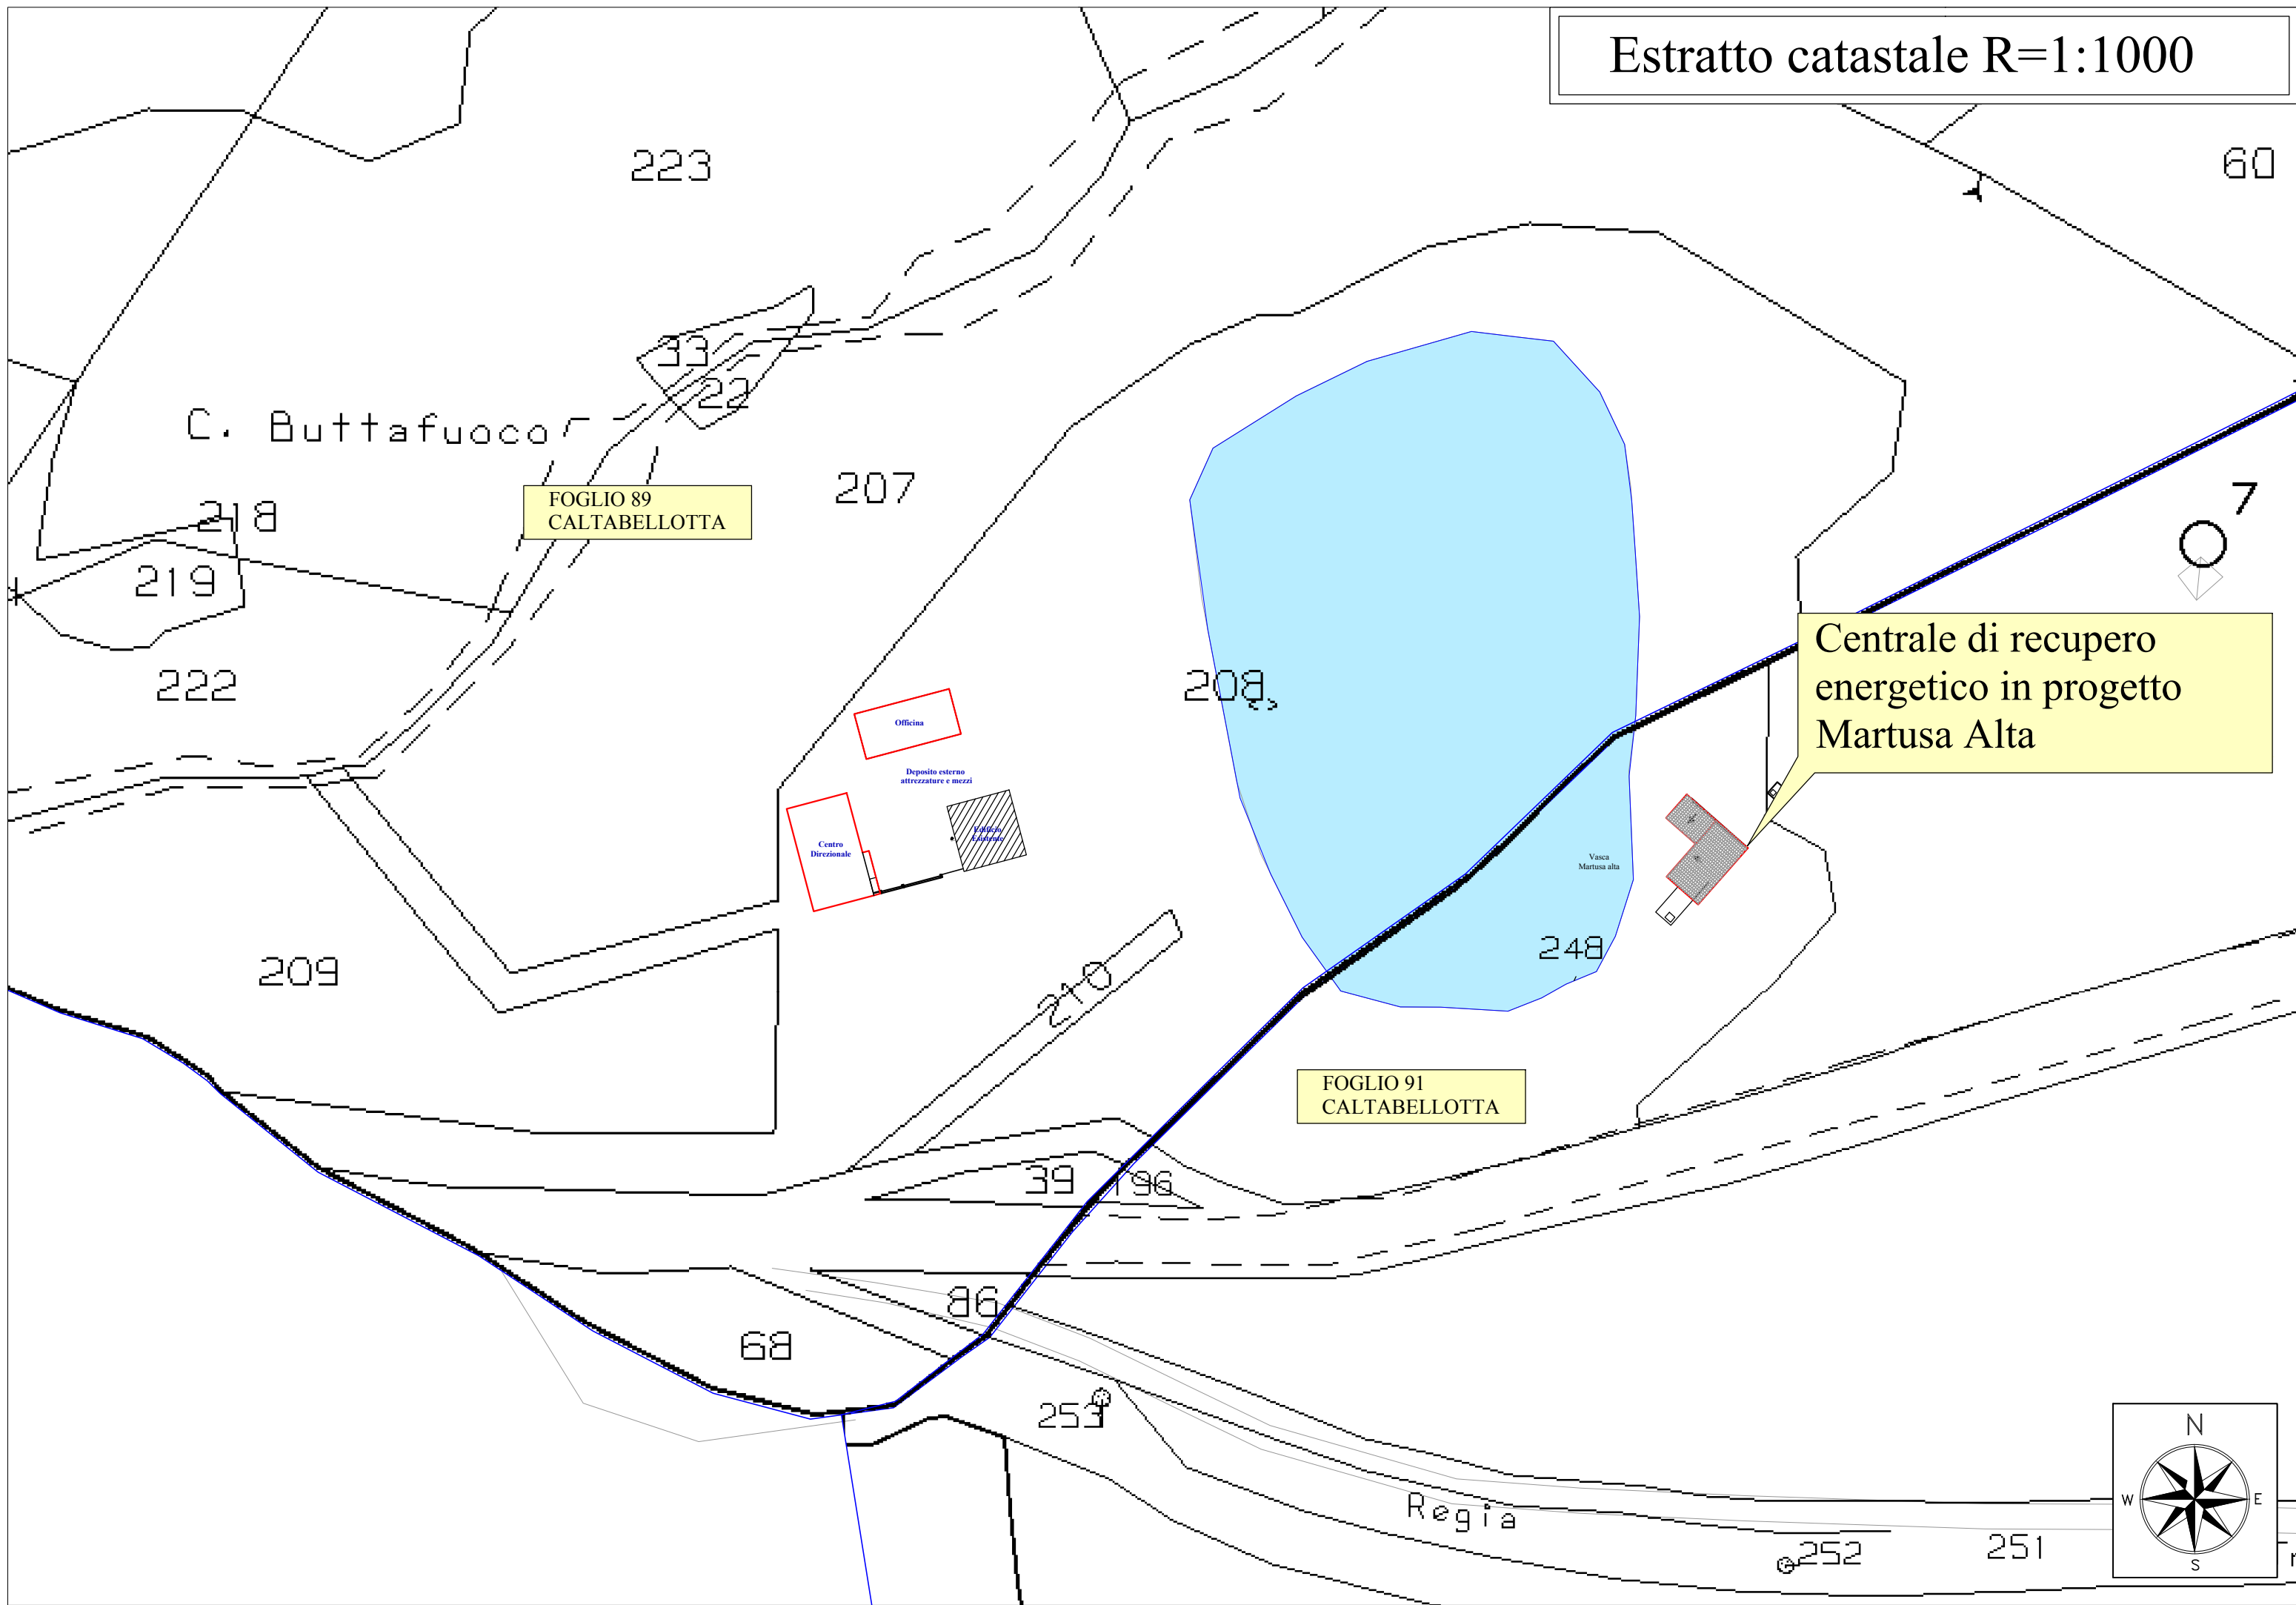 Estratto catastale R=1:1000
223
60
33
22
C. Buttafuoco
207
7
218
FOGLIO 89
CALTABELLOTTA
219
222
208
Centrale di recupero
energetico in progetto
Martusa Alta
Officina
Deposito esterno
attrezzature e mezzi
Edificio
Esistente
Centro
Direzionale
Vasca
Martusa alta
248
209
210
FOGLIO 91
CALTABELLOTTA
39
196
86
68
253
Regia
252
251
N
W
E
S